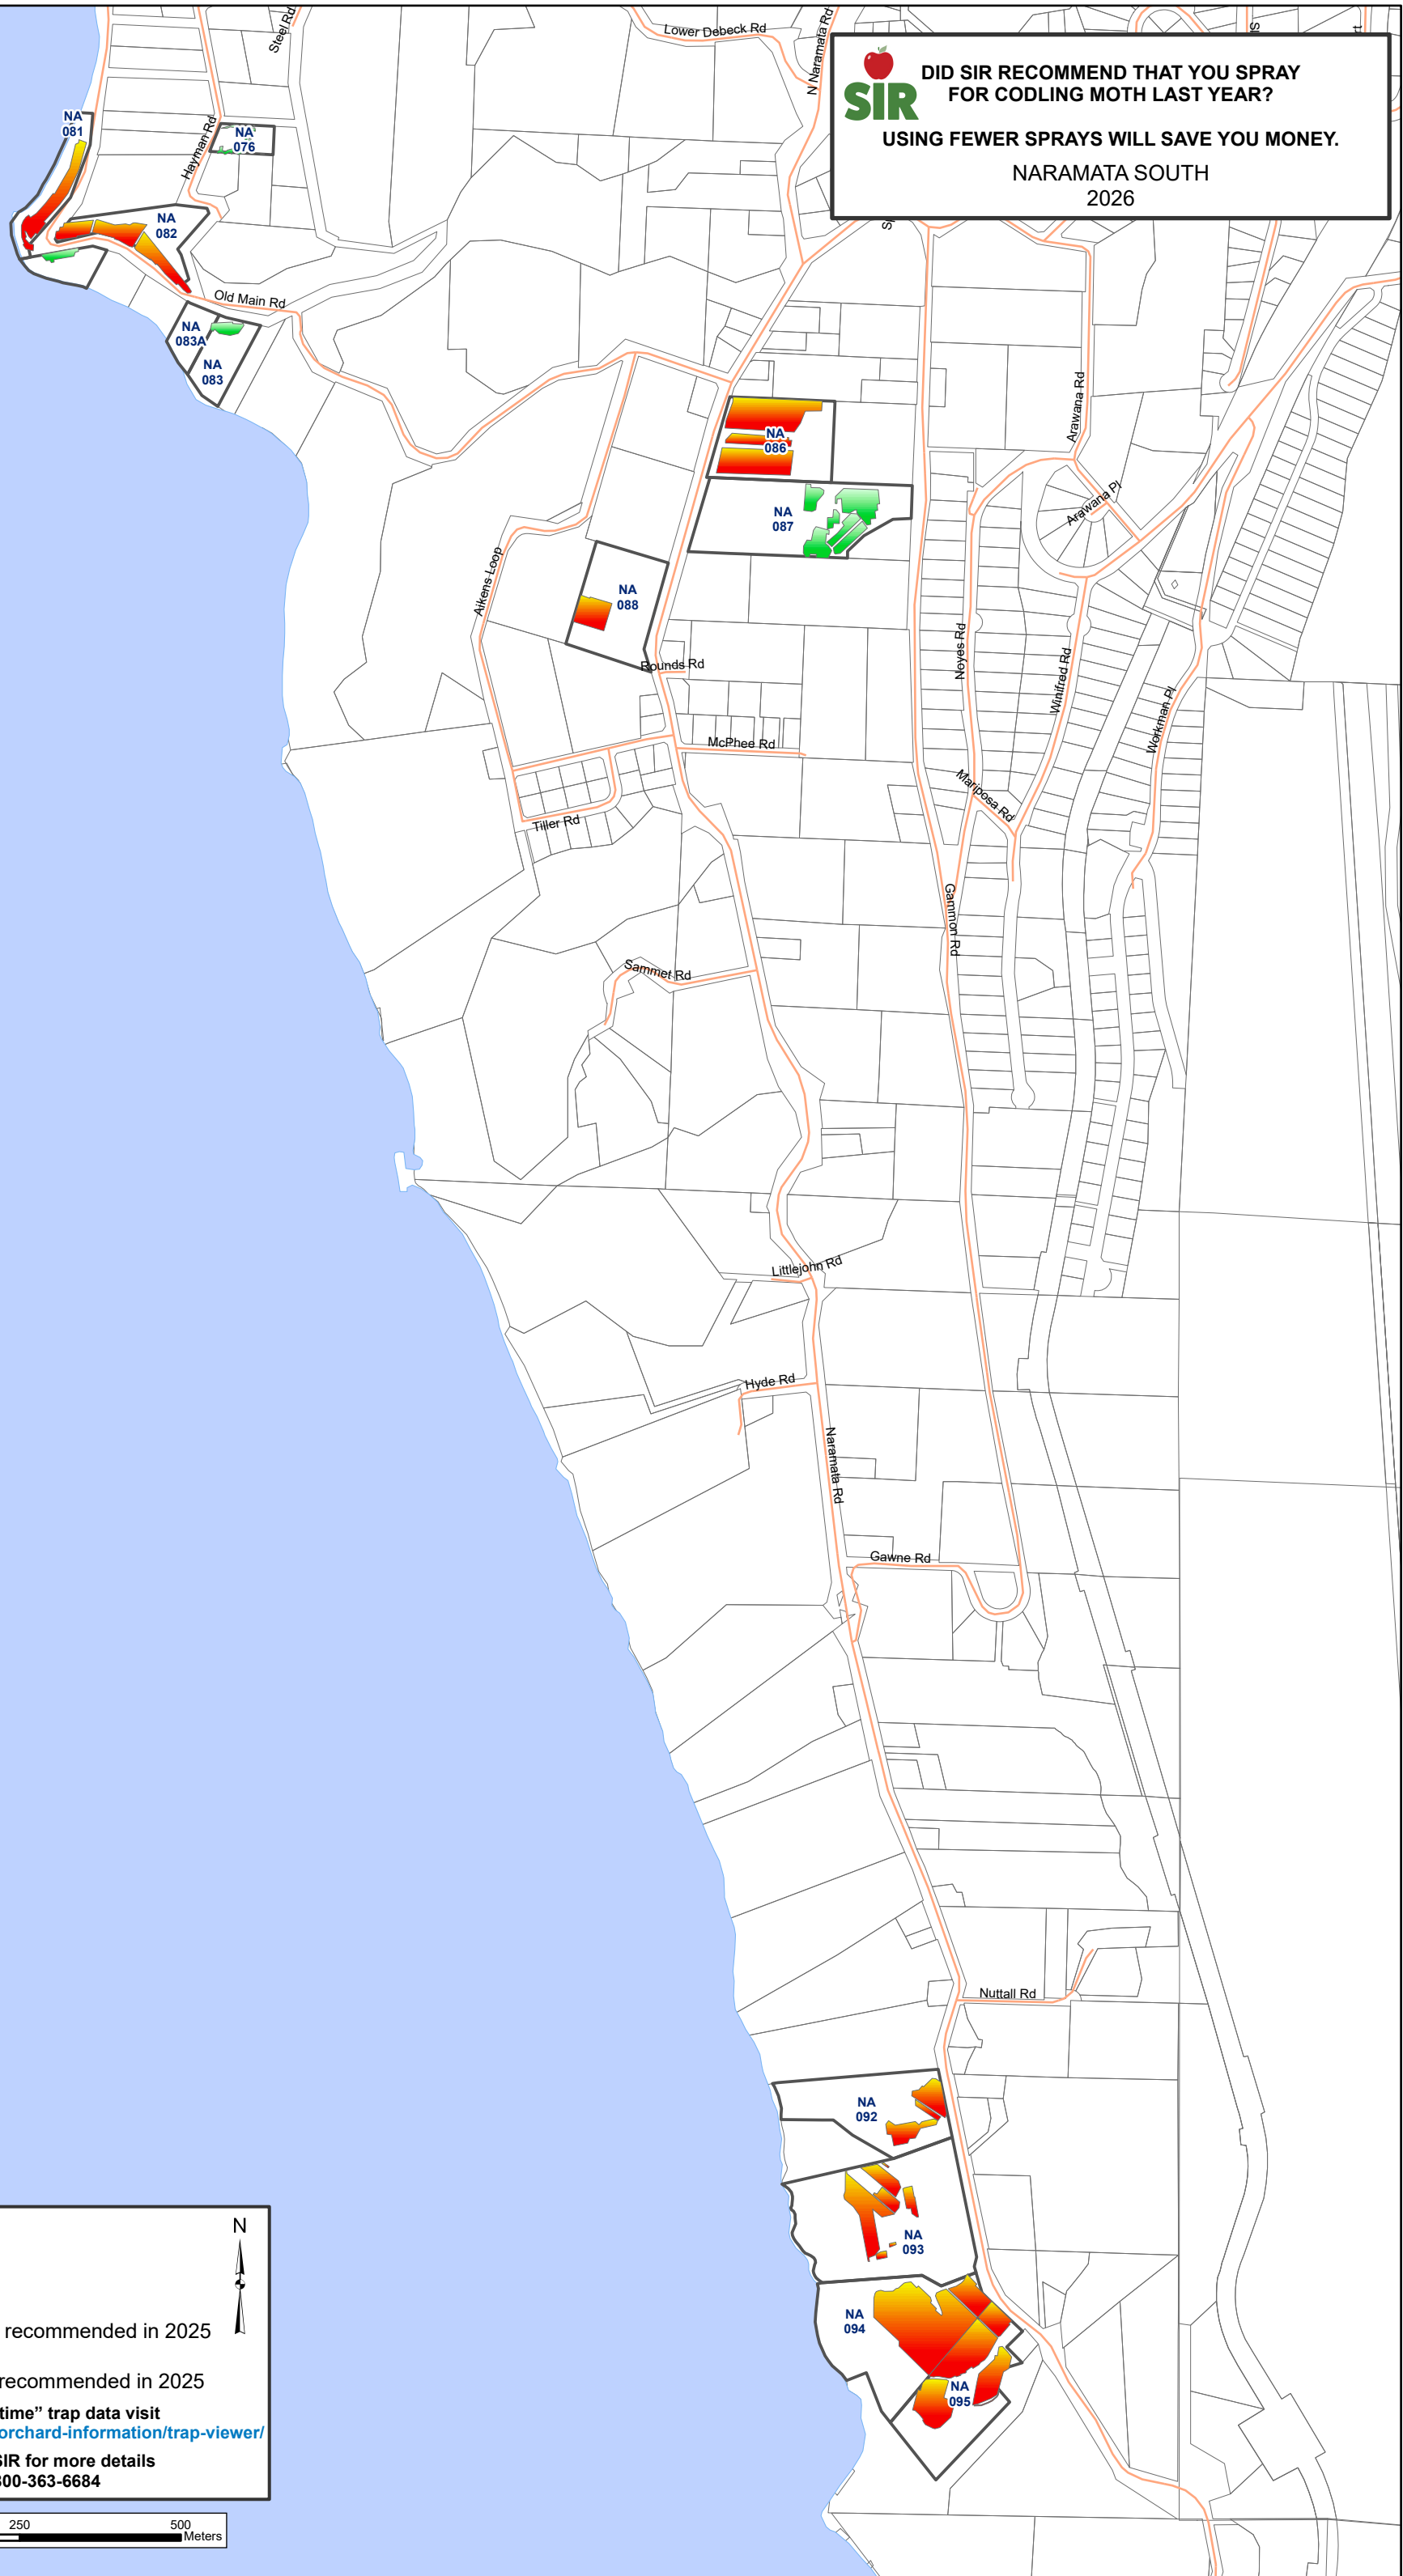 Steel Rd
Lower Debeck Rd
N Naramata Rd
SIR
DID SIR RECOMMEND THAT YOU SPRAY
FOR CODLING MOTH LAST YEAR?
USING FEWER SPRAYS WILL SAVE YOU MONEY.
NARAMATA SOUTH
2026
NA
081
Hayman Rd
NA
076
NA
082
Old Main Rd
NA
083A
NA
083
NA
086
Arawana Rd
NA
087
Arawana Pl
Aikens Loop
NA
088
Rounds Rd
Noyes Rd
Winifred Rd
Workman Pl
McPhee Rd
Mariposa Rd
Tiller Rd
Gammon Rd
Sammet Rd
Littlejohn Rd
Hyde Rd
Naramata Rd
Gawne Rd
Nuttall Rd
NA
092
NA
093
NA
094
NA
095
N
recommended in 2025
recommended in 2025
time” trap data visit
orchard-information/trap-viewer/
SIR for more details
800-363-6684
250
500
Meters